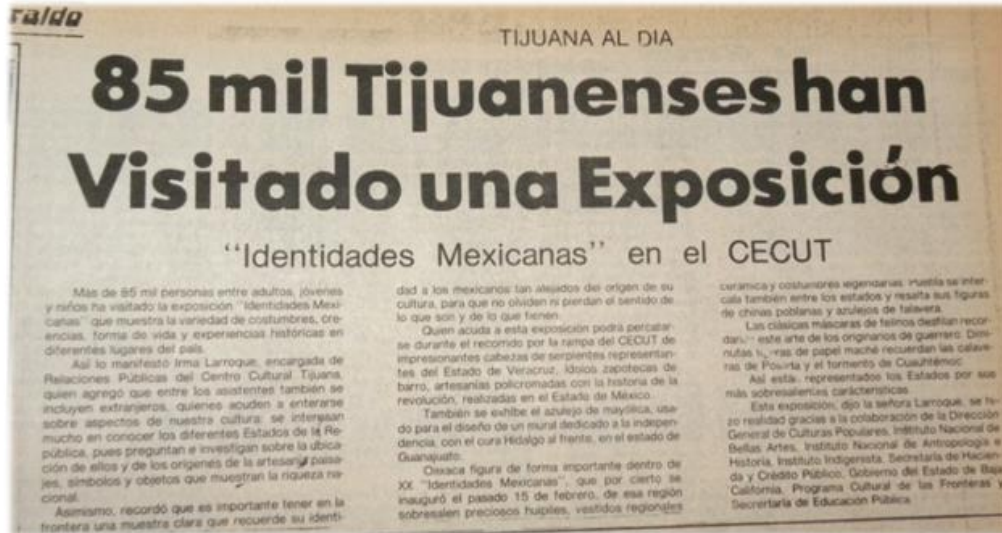 raldo
TIJUANA AL DIA
85 mil Tijuanenses han
Visitado una Exposición
"Identidades Mexicanas" en el CECUT
Más de 85 mil personas entre adultos, jóvenes
y niños ha visitado la exposición "Identidades Mexi-
canas" que muestra la variedad de costumbres, cre-
encias, forma de vida y experiencias históricas en
diferentes lugares del país.
Así lo manifestó Irma Larroque, encargada de
Relaciones Públicas del Centro Cultural Tijuana,
quien agregó que entre los asistentes también se
incluyen extranjeros, quienes acuden a enterarse
sobre aspectos de nuestra cultura; se interesan
mucho en conocer los diferentes Estados de la Re-
pública, pues preguntan e investigan sobre la ubica-
ción de ellos y de los orígenes de la artesanía paisa-
jes, símbolos y objetos que muestran la riqueza na-
cional.
Asimismo, recordó que es importante tener en la
frontera una muestra clara que recuerde su identi-
dad a los mexicanos tan alejados del origen de su
cultura, para que no olviden ni pierdan el sentido de
lo que son y de lo que tienen.
Quien acuda a esta exposición podrá percatar-
se durante el recorrido por la rampa del CECUT de
impresionantes cabezas de serpientes representan-
tes del Estado de Veracruz, ídolos zapotecas de
barro, artesanías policromadas con la historia de la
revolución, realizadas en el Estado de México.
También se exhibe el azulejo de mayólica, usa-
do para el diseño de un mural dedicado a la indepen-
dencia, con el cura Hidalgo al frente, en el estado de
Guanajuato.
Oaxaca figura de forma importante dentro de
XX "Identidades Mexicanas", que por cierto se
inauguró el pasado 15 de febrero, de esa región
sobresalen preciosos huipiles, vestidos regionales
cerámica y costumbres legendarias. Puebla se inter-
cala también entre los estados y resalta sus figuras
de chinas poblanas y azulejos de talavera.
Las clásicas máscaras de felinos desfilan recor-
este arte de los originarios de guerrero. Dimi-
nutas de papel maché recuerdan las calave-
ras de Posada y el tormento de Cuauhtémoc.
Así están representados los Estados por sus
más sobresalientes carácterísticas.
Esta exposición, dijo la señora Larroque, se hi-
zo realidad gracias a la colaboración de la Dirección
General de Culturas Populares, Instituto Nacional de
Bellas Artes, Instituto Nacional de Antropología e
Historia, Instituto Indigenista, Secretaría de Hacien-
da y Crédito Público, Gobierno del Estado de Baja
California, Programa Cultural de las Fronteras y
Secretaría de Educación Pública.